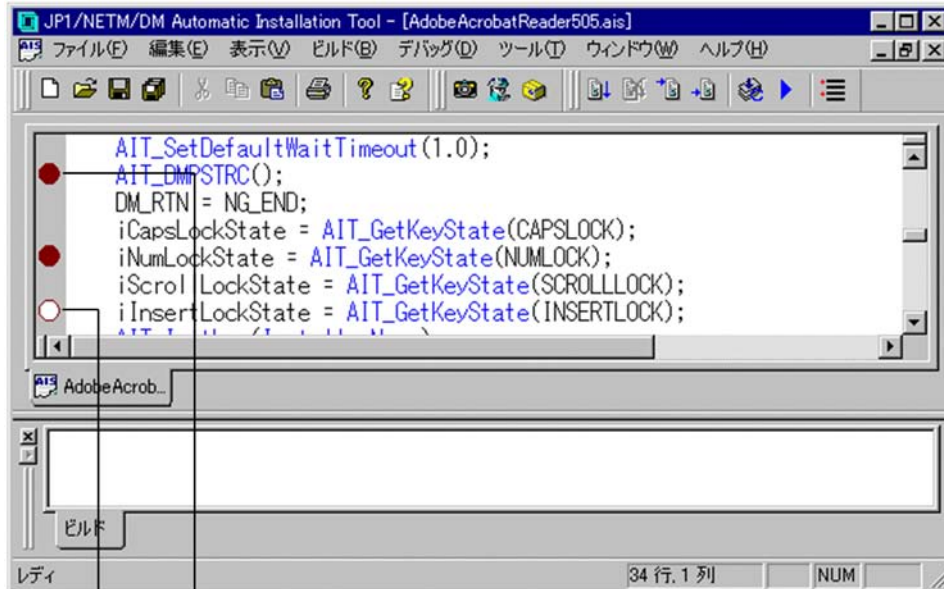 JP1/NETM/DM Automatic Installation Tool - [AdobeAcrobatReader505.ais]
ファイル(F) 編集(E) 表示(V) ビルド(B) デバッグ(D) ツール(T) ウィンドウ(W) ヘルプ(H)
AIT_SetDefaultWaitTimeout(1.0);
AIT_DMPSTRC();
DM_RTN = NG_END;
iCapsLockState = AIT_GetKeyState(CAPSLOCK);
iNumLockState = AIT_GetKeyState(NUMLOCK);
iScrollLockState = AIT_GetKeyState(SCROLLLOCK);
iInsertLockState = AIT_GetKeyState(INSERTLOCK);
AIS AdobeAcrob...
ビルド
レディ 34 行, 1 列 NUM